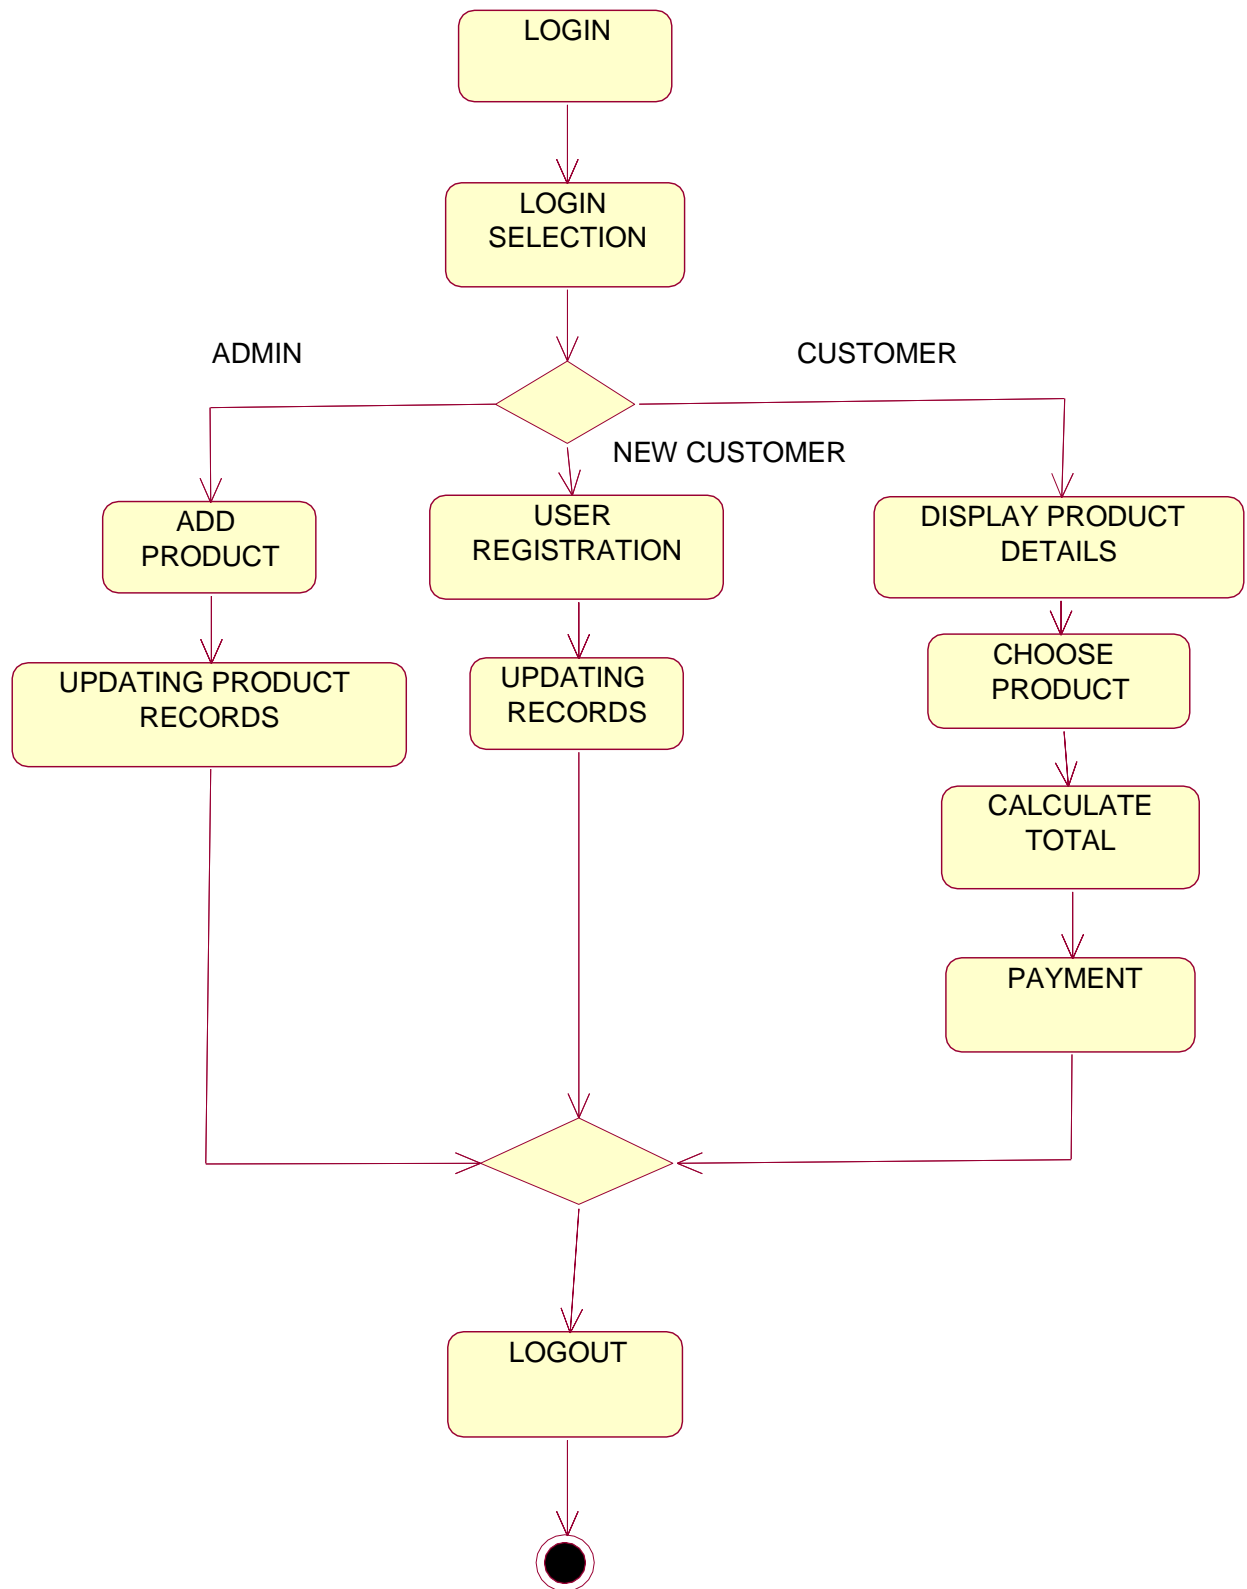 LOGIN
LOGIN
SELECTION
ADMIN
CUSTOMER
NEW CUSTOMER
ADD
PRODUCT
USER
REGISTRATION
DISPLAY PRODUCT
DETAILS
UPDATING PRODUCT
RECORDS
UPDATING
RECORDS
CHOOSE
PRODUCT
CALCULATE
TOTAL
PAYMENT
LOGOUT